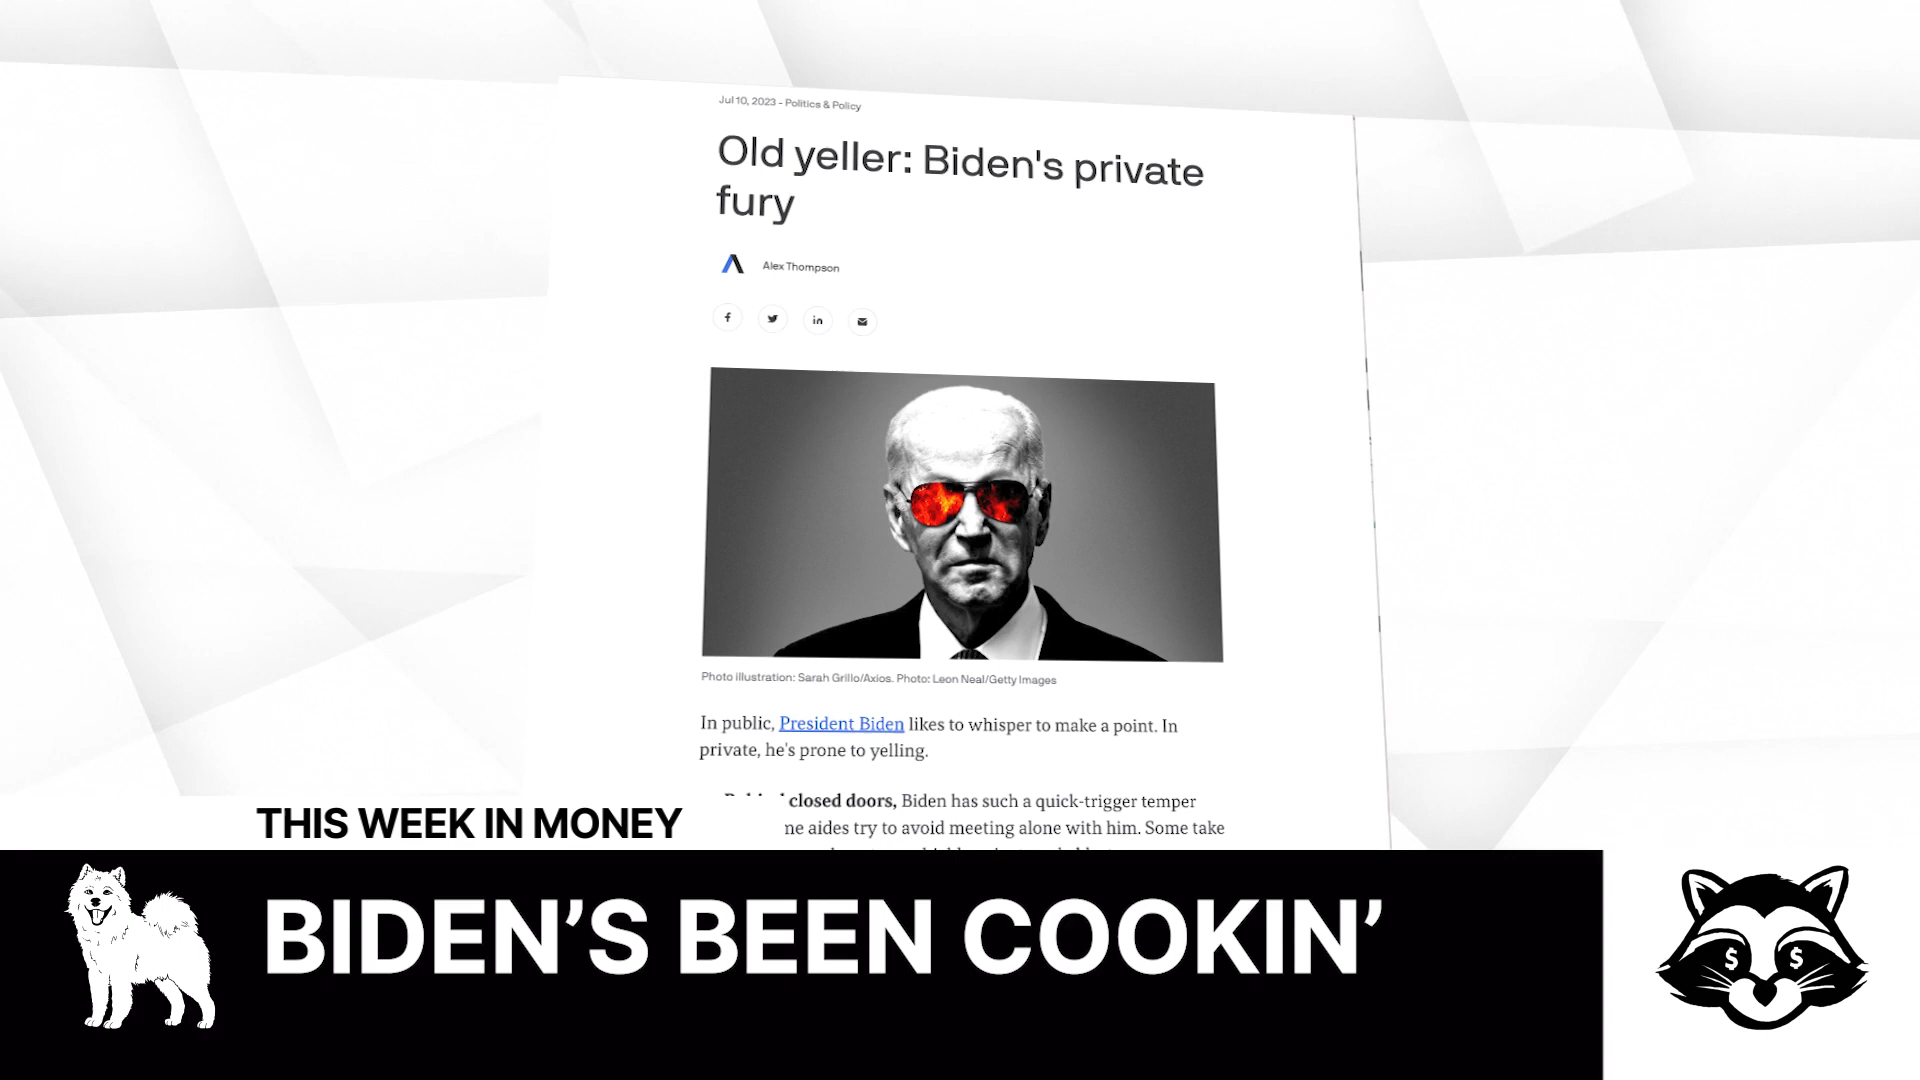 Jul 10, 2023 - Politics & Policy
Old yeller: Biden's private
fury
Alex Thompson
Photo illustration: Sarah Grillo/Axios. Photo: Leon Neal/Getty Images
In public, President Biden likes to whisper to make a point. In
private, he's prone to yelling.
closed doors, Biden has such a quick-trigger temper
ne aides try to avoid meeting alone with him. Some take
THIS WEEK IN MONEY
BIDEN’S BEEN COOKIN’
$ $